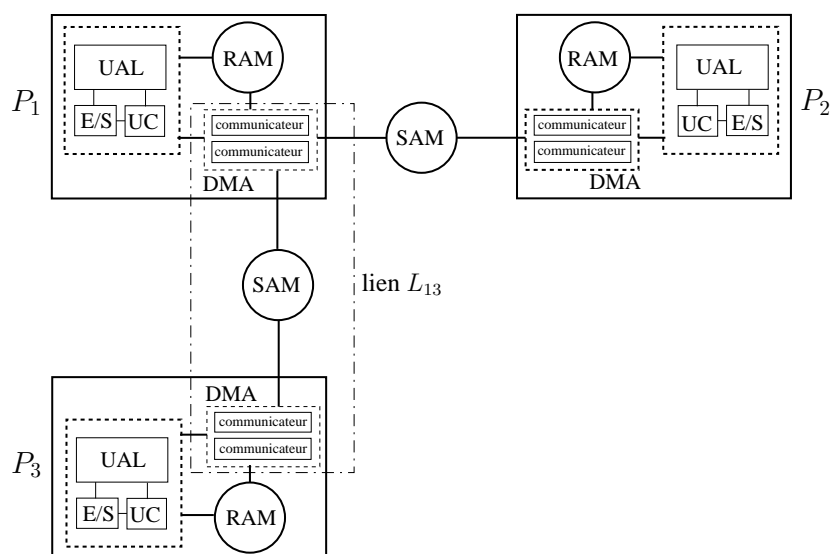 P1
UAL
E/S
UC
RAM
communicateur
communicateur
DMA
SAM
RAM
communicateur
communicateur
DMA
UAL
UC
E/S
P2
SAM
lien L13
P3
DMA
communicateur
communicateur
UAL
E/S
UC
RAM